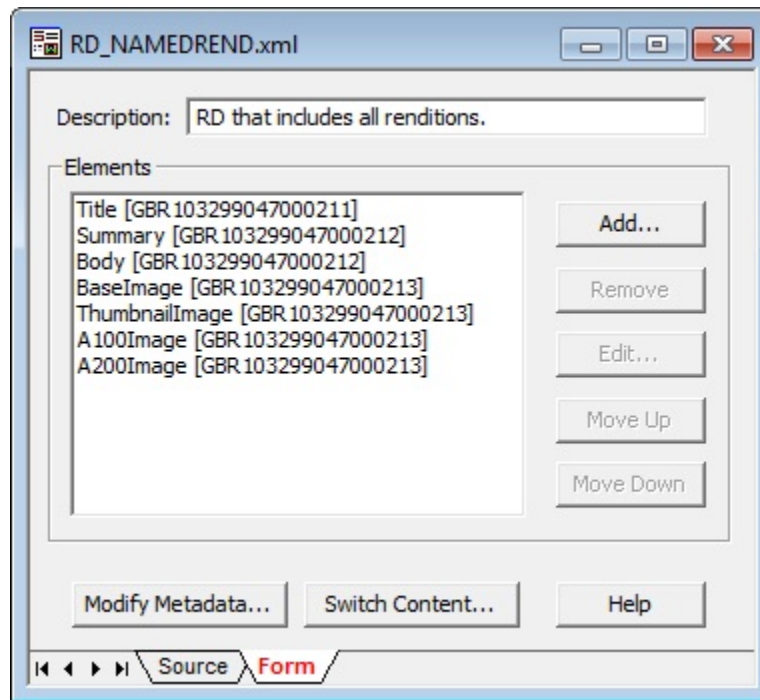 RD_NAMEDREND.xml
Description: RD that includes all renditions.
Elements
Title [GBR103299047000211]
Summary [GBR103299047000212]
Body [GBR103299047000212]
BaseImage [GBR103299047000213]
ThumbnailImage [GBR103299047000213]
A100Image [GBR103299047000213]
A200Image [GBR103299047000213]
Add...
Remove
Edit...
Move Up
Move Down
Modify Metadata... Switch Content... Help
Source Form